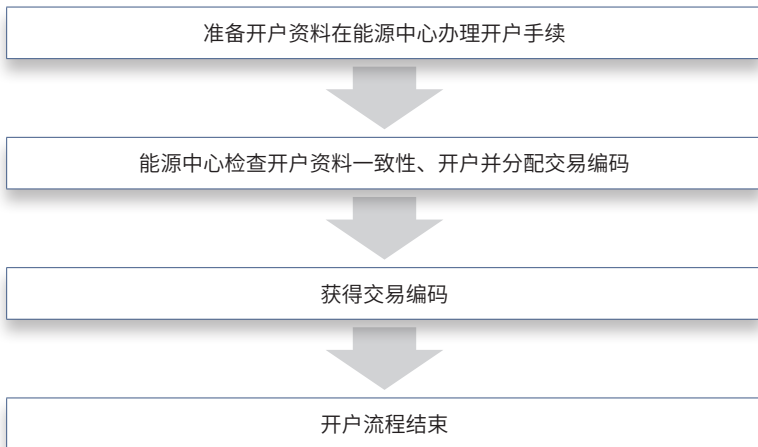 准备开户资料在能源中心办理开户手续
能源中心检查开户资料一致性、开户并分配交易编码
获得交易编码
开户流程结束